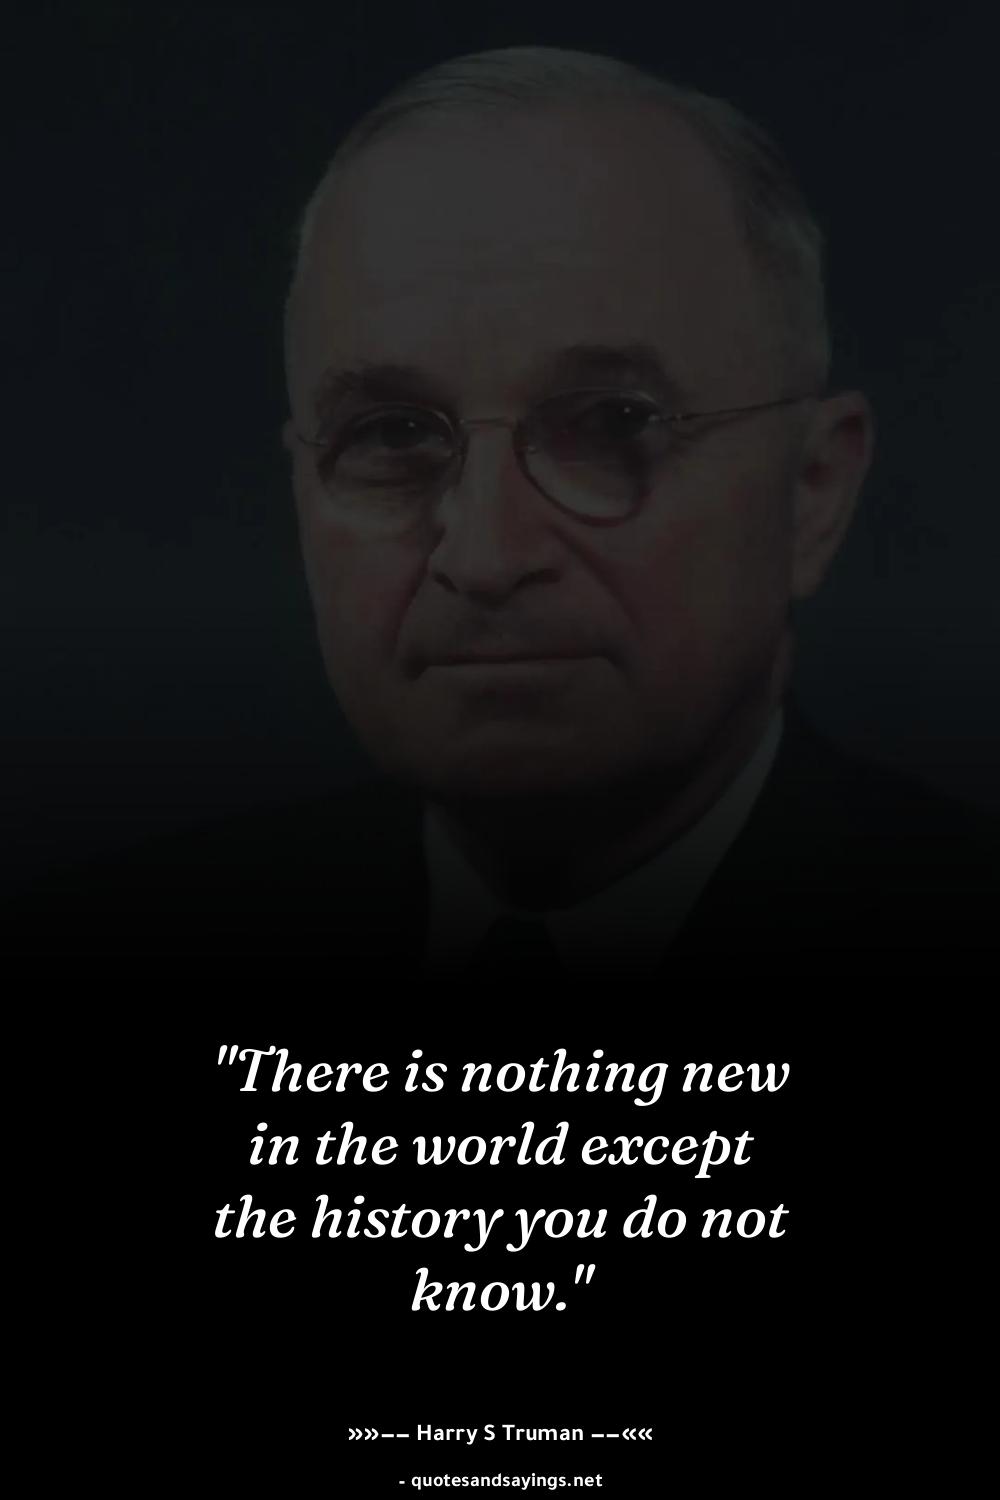 "There is nothing new
in the world except
the history you do not
know."
»»−− Harry S Truman −−««
- quotesandsayings.net